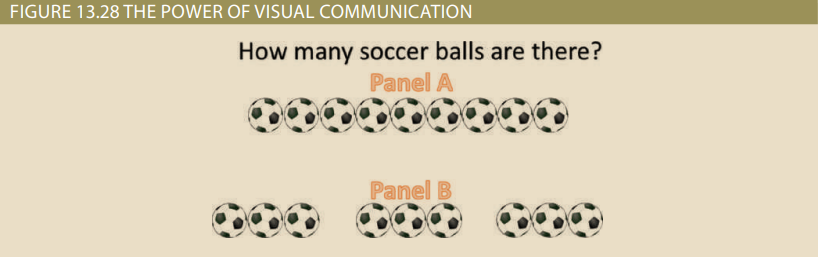 FIGURE 13.28 THE POWER OF VISUAL COMMUNICATION
How many soccer balls are there?
Panel A
Panel B